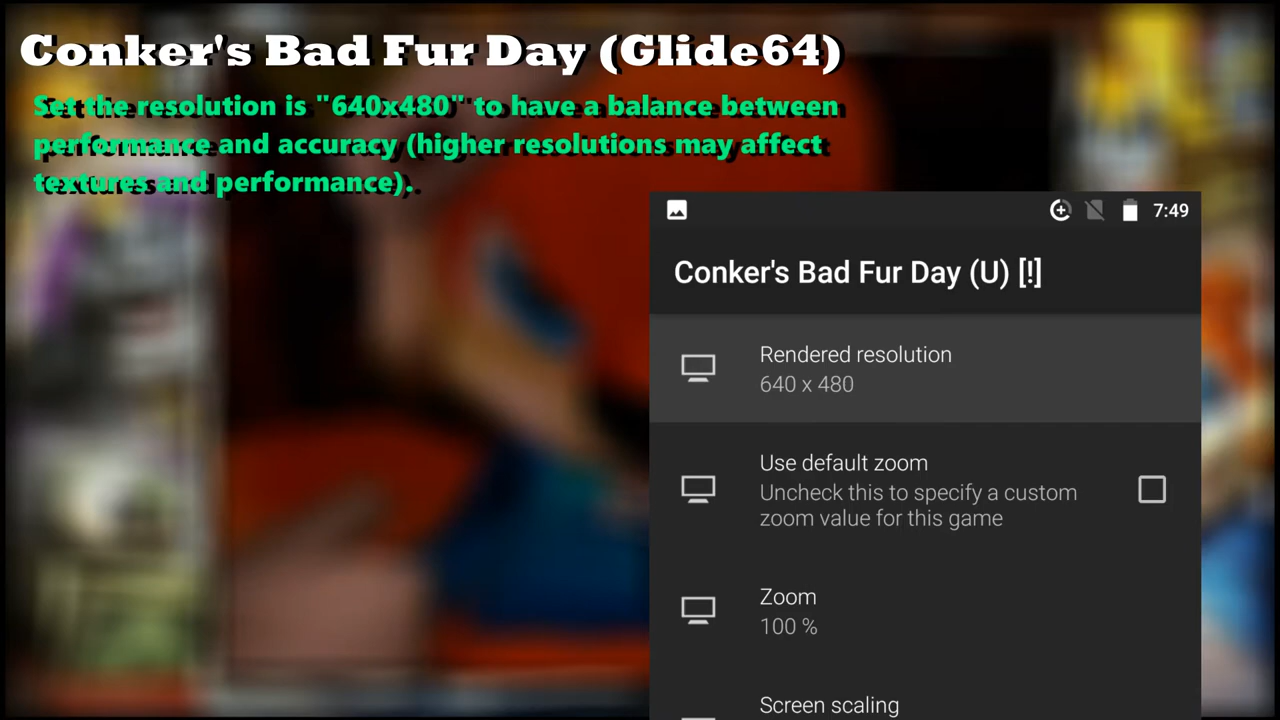 Conker's Bad Fur Day (Glide64)
Set the resolution is "640x480" to have a balance between
performance and accuracy (higher resolutions may affect
textures and performance).
7:49
Conker's Bad Fur Day (U) [!]
Rendered resolution
640 x 480
Use default zoom
Uncheck this to specify a custom
zoom value for this game
Zoom
100 %
Screen scaling